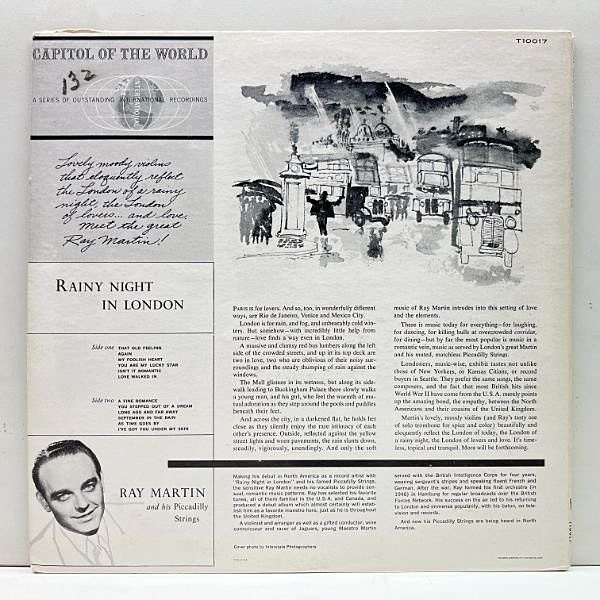 T10017
CAPITOL OF THE WORLD
132
A SERIES OF OUTSTANDING INTERNATIONAL RECORDINGS
Lovely moody violins
that eloquently reflect
the London of a rainy
night, the London
of lovers... and love.
Meet the great
Ray Martin!
RAINY NIGHT
IN LONDON
Side one THAT OLD FEELING
AGAIN
MY FOOLISH HEART
YOU ARE MY LUCKY STAR
ISN'T IT ROMANTIC
LOVE WALKED IN
Side two A FINE ROMANCE
YOU STEPPED OUT OF A DREAM
LONG AGO AND FAR AWAY
SEPTEMBER IN THE RAIN
AS TIME GOES BY
I'VE GOT YOU UNDER MY SKIN
RAY MARTIN
and his Piccadilly
Strings
PARIS is for lovers. And so, too, in wonderfully different
ways, are Rio de Janeiro, Venice and Mexico City.
London is for rain, and fog, and unbearably cold win-
ters. But somehow—with incredibly little help from
nature—love finds a way even in London.
A massive and clumsy red bus lumbers along the left
side of the crowded streets, and up in its top deck are
two in love, two who are oblivious of their noisy sur-
roundings and the steady thumping of rain against the
windows.
The Mall glistens in its wetness, but along its side-
walk leading to Buckingham Palace there slowly walks
a young man, and his girl, who feel the warmth of mu-
tual adoration as they step around the pools and puddles
beneath their feet.
And across the city, in a darkened flat, he holds her
close as they silently enjoy the true intimacy of each
other's presence. Outside, reflected against the yellow
street lights and worn pavements, the rain slants down,
steadily, vigorously, unendingly. And only the soft
music of Ray Martin intrudes into this setting of love
and the elements.
There is music today for everything—for laughing,
for dancing, for killing bulls at overcrowded corridas,
for dining—but by far the most popular is music in a
romantic vein, music as served by London's great Martin
and his muted, matchless Piccadilly Strings.
Londoners, music-wise, exhibit tastes not unlike
those of New Yorkers, or Kansas Citians, or record
buyers in Seattle. They prefer the same songs, the same
composers, and the fact that most British hits since
World War II have come from the U.S.A. merely points
up the amazing bond, the empathy, between the North
Americans and their cousins of the United Kingdom.
Martin's lovely, moody violins (and Ray's tasty use
of solo trombone for spice and color) beautifully and
eloquently reflect the London of today, the London of
a rainy night, the London of lovers and love. It's time-
less, topical and tranquil. More will be forthcoming.
Making his debut in North America as a record artist with
"Rainy Night in London" and his famed Piccadilly Strings,
the sensitive Ray Martin needs no vocalists to provide sen-
sual, romantic music patterns. Ray has selected his favorite
tunes, all of them familiar in the U.S.A. and Canada, and
produced a debut album which almost certainly will estab-
lish him as a favorite maestro here, just as he is throughout
the United Kingdom.
A violinist and arranger as well as a gifted conductor, wine
connoisseur and racer of Jaguars, young Maestro Martin
served with the British Intelligence Corps for four years,
wearing sergeant's stripes and speaking fluent French and
German. After the war, Ray formed his first orchestra (in
1946) in Hamburg for regular broadcasts over the British
Forces Network. His success on the air led to his returning
to London and immense popularity, with his baton, on tele-
vision and records.
And now his Piccadilly Strings are being heard in North
America.
Cover photo by Interstate Photographers